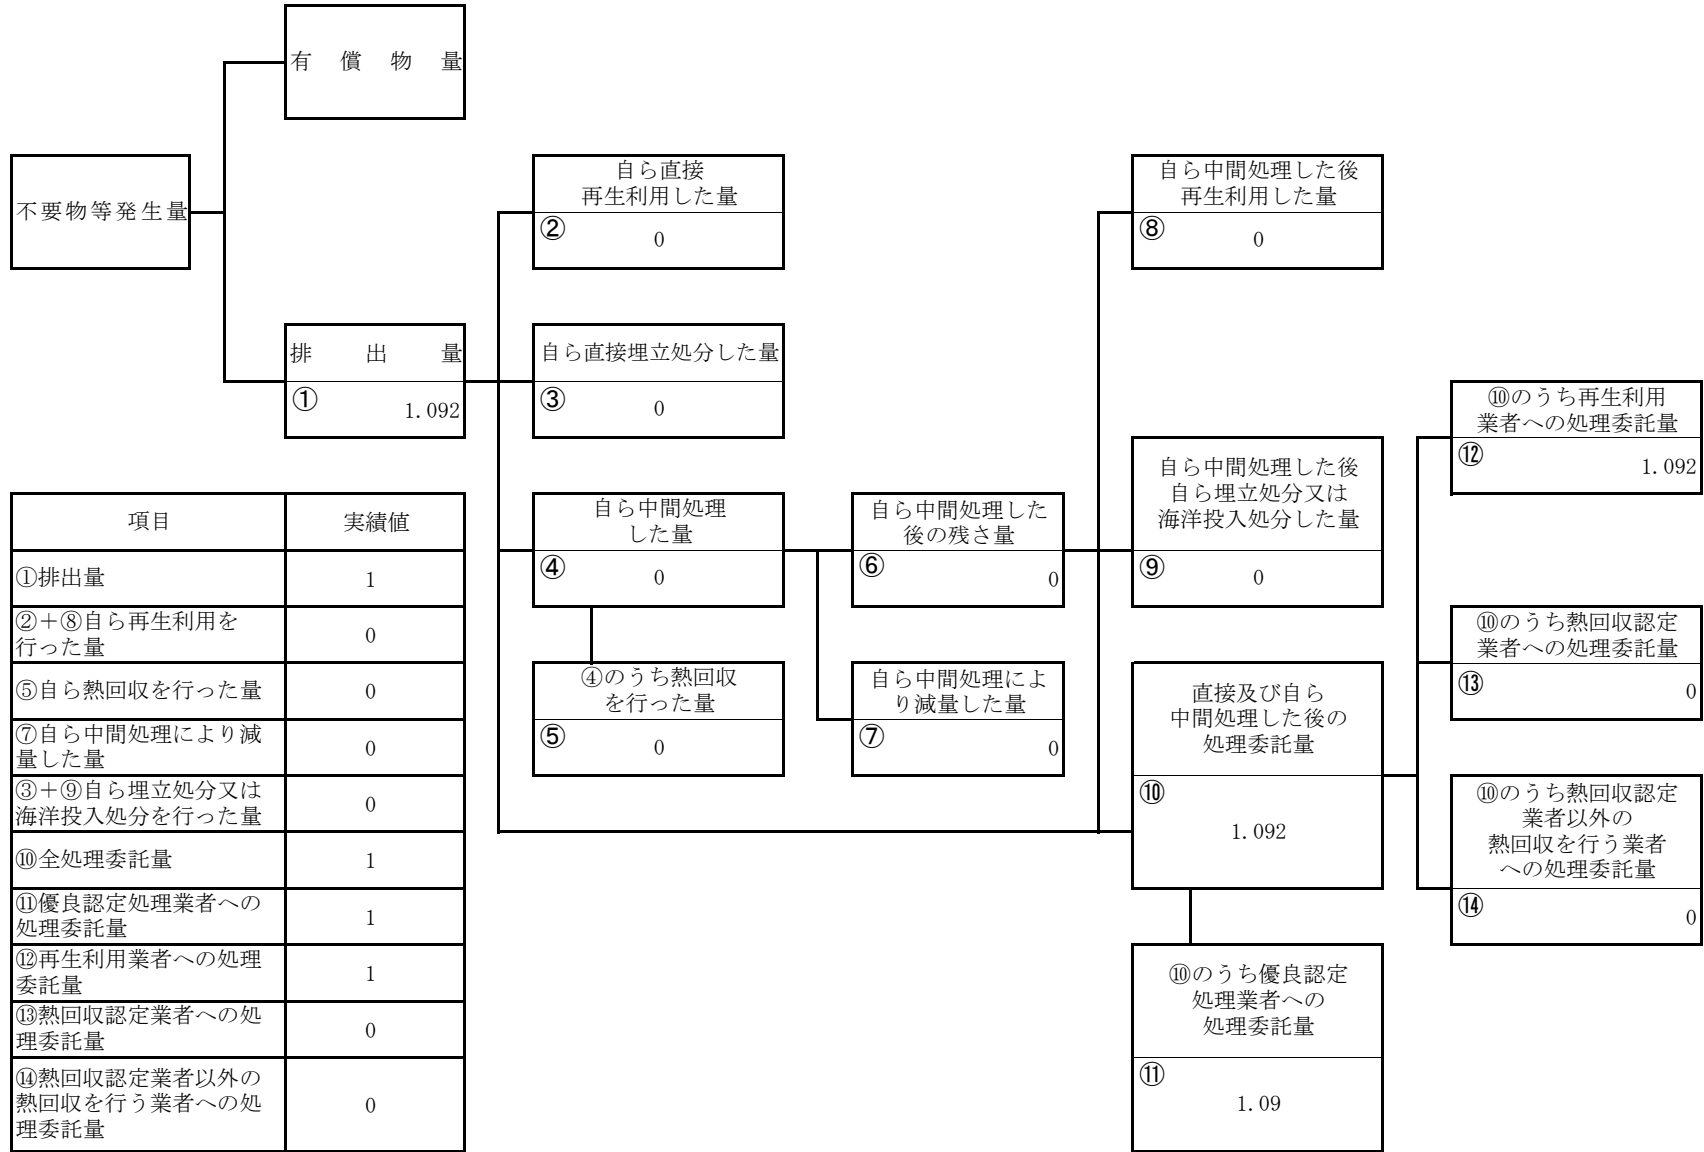 有償物量
不要物等発生量
排出量
①
1.092
自ら直接
再生利用した量
②
0
自ら直接埋立処分した量
③
0
自ら中間処理
した量
④
0
④のうち熱回収
を行った量
⑤
0
自ら中間処理した
後の残さ量
⑥
0
自ら中間処理によ
り減量した量
⑦
0
自ら中間処理した後
再生利用した量
⑧
0
自ら中間処理した後
自ら埋立処分又は
海洋投入処分した量
⑨
0
直接及び自ら
中間処理した後の
処理委託量
⑩
1.092
⑩のうち優良認定
処理業者への
処理委託量
⑪
1.09
⑩のうち再生利用
業者への処理委託量
⑫
1.092
⑩のうち熱回収認定
業者への処理委託量
⑬
0
⑩のうち熱回収認定
業者以外の
熱回収を行う業者
への処理委託量
⑭
0
項目 実績値
①排出量 1
②＋⑧自ら再生利用を
行った量 0
⑤自ら熱回収を行った量 0
⑦自ら中間処理により減
量した量 0
③＋⑨自ら埋立処分又は
海洋投入処分を行った量 0
⑩全処理委託量 1
⑪優良認定処理業者への
処理委託量 1
⑫再生利用業者への処理
委託量 1
⑬熱回収認定業者への処
理委託量 0
⑭熱回収認定業者以外の
熱回収を行う業者への処 0
理委託量